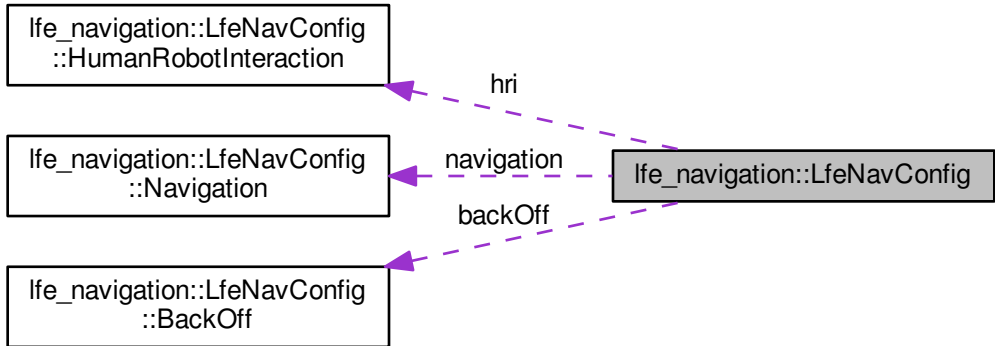 lfe_navigation::LfeNavConfig
::HumanRobotInteraction
hri
lfe_navigation::LfeNavConfig
::Navigation
navigation
lfe_navigation::LfeNavConfig
backOff
lfe_navigation::LfeNavConfig
::BackOff